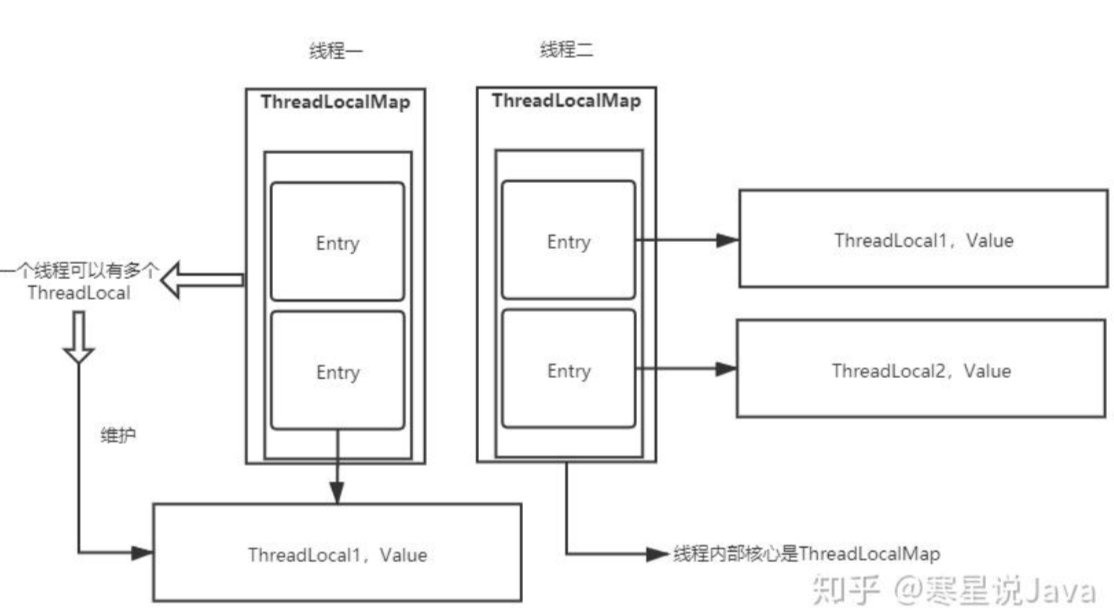 线程一
线程二
ThreadLocalMap
ThreadLocalMap
Entry
Entry
ThreadLocal1，Value
一个线程可以有多个
ThreadLocal
Entry
Entry
ThreadLocal2，Value
维护
ThreadLocal1，Value
线程内部核心是ThreadLocalMap
知乎 @寒星说Java